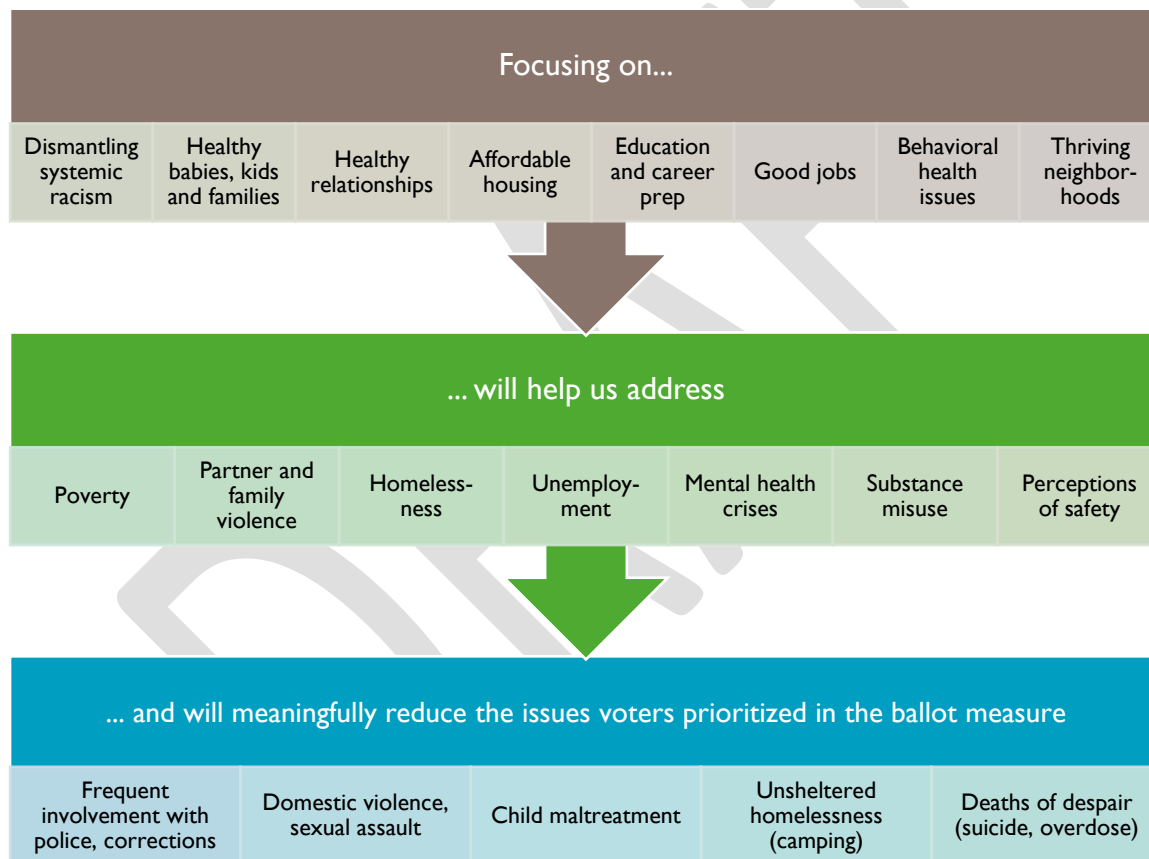 Focusing on...
Dismantling
systemic
racism
Healthy
babies, kids
and families
Healthy
relationships
Affordable
housing
Education
and career
prep
Good jobs
Behavioral
health
issues
Thriving
neighbor-
hoods
... will help us address
Poverty
Partner and
family
violence
Homeless-
ness
Unemploy-
ment
Mental health
crises
Substance
misuse
Perceptions
of safety
... and will meaningfully reduce the issues voters prioritized in the ballot measure
Frequent
involvement with
police, corrections
Domestic violence,
sexual assault
Child maltreatment
Unsheltered
homelessness
(camping)
Deaths of despair
(suicide, overdose)